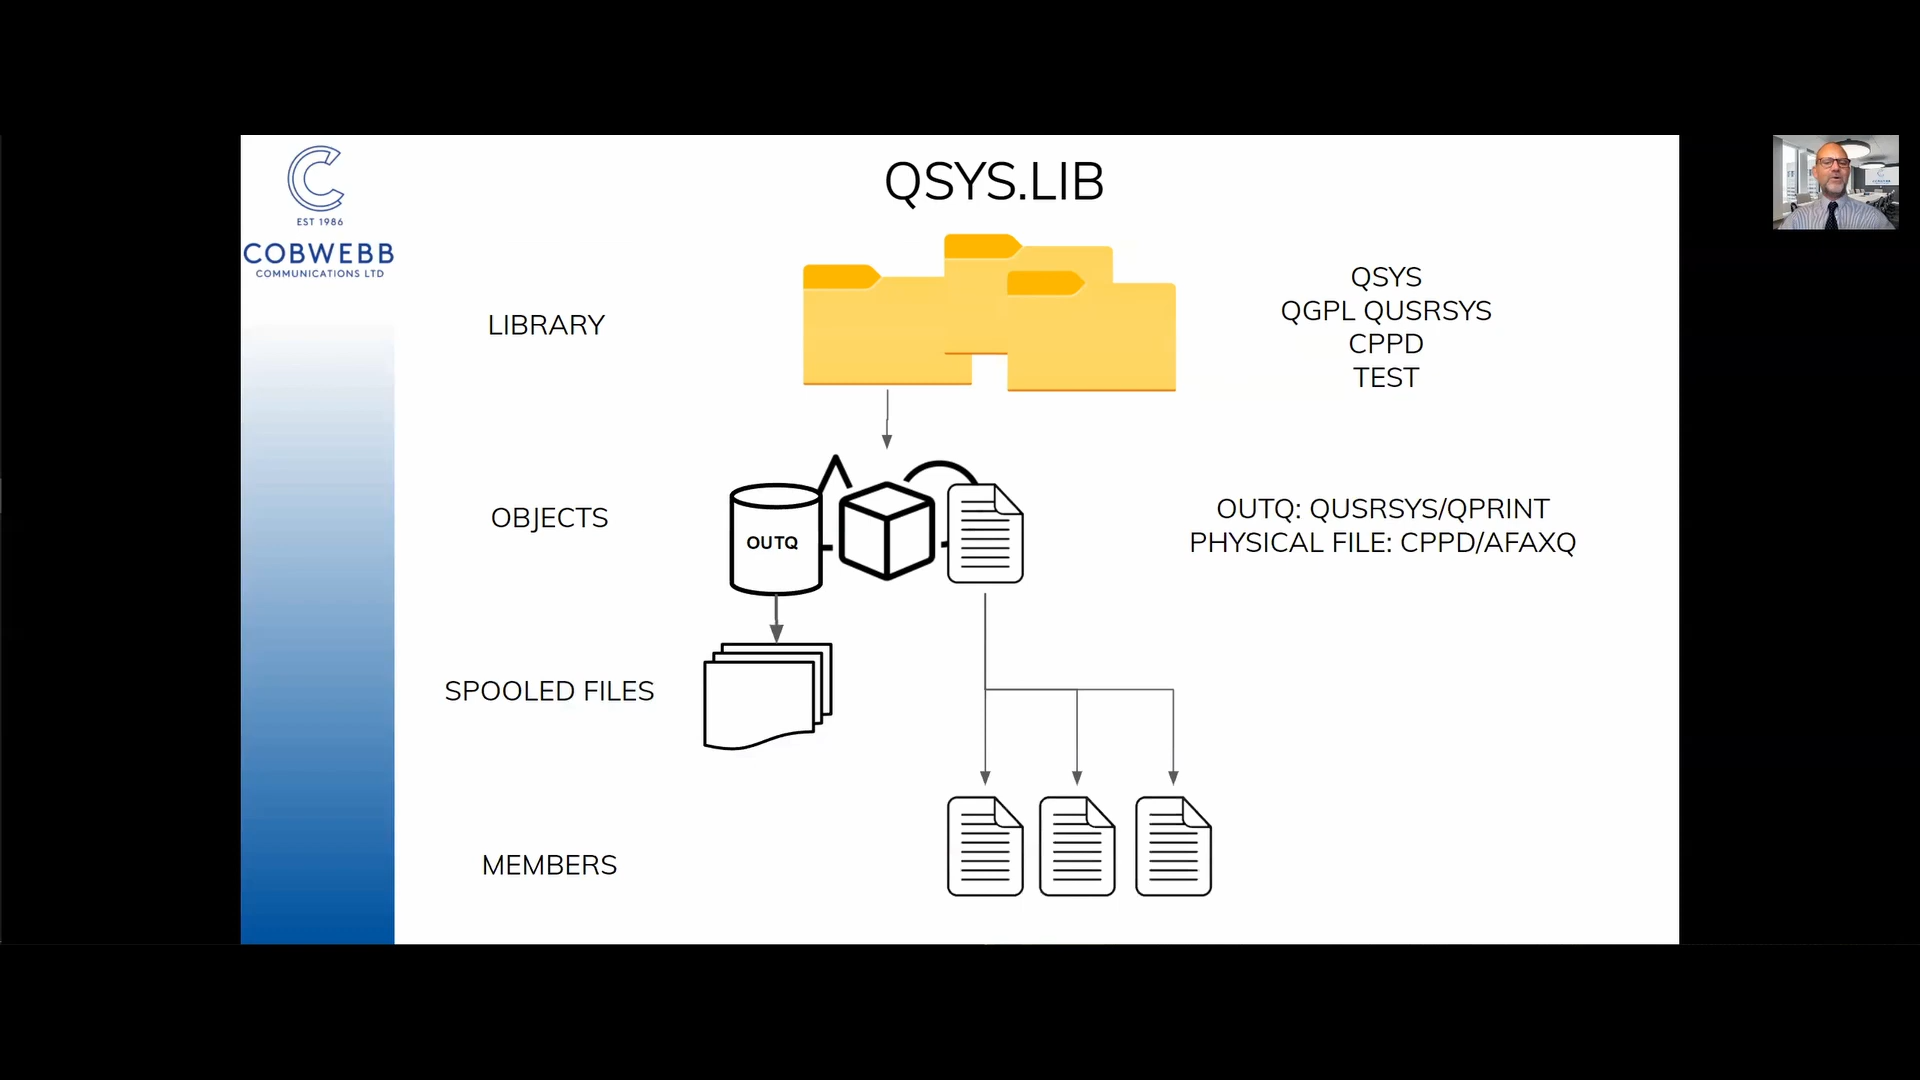 EST 1986
COBWEBB
COMMUNICATIONS LTD
QSYS.LIB
LIBRARY
QSYS
QGPL QUSRSYS
CPPD
TEST
OBJECTS
OUTQ
OUTQ: QUSRSYS/QPRINT
PHYSICAL FILE: CPPD/AFAXQ
SPOOLED FILES
MEMBERS